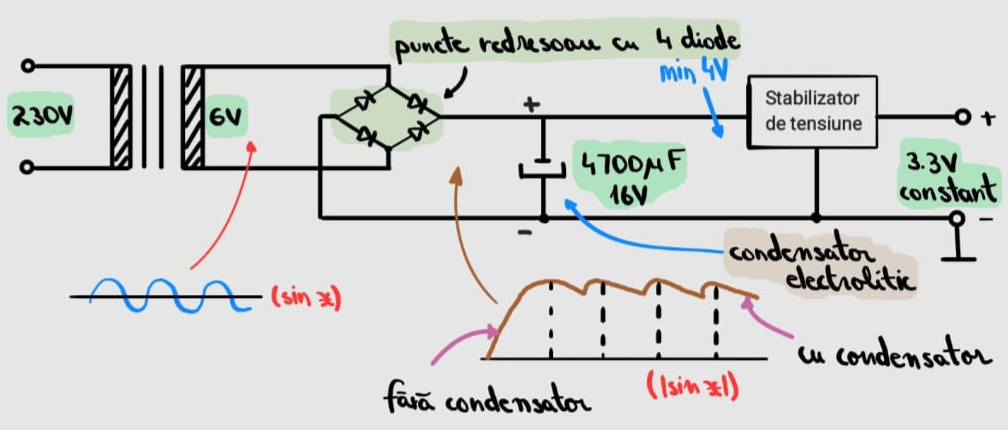 puncte redresoare cu 4 diode
min 4V
230V
6V
+
Stabilizator
de tensiune
+
4700μF
16V
3.3V
constant
-
-
condensator
electrolitic
(sin x)
cu condensator
(|sin x|)
fără condensator